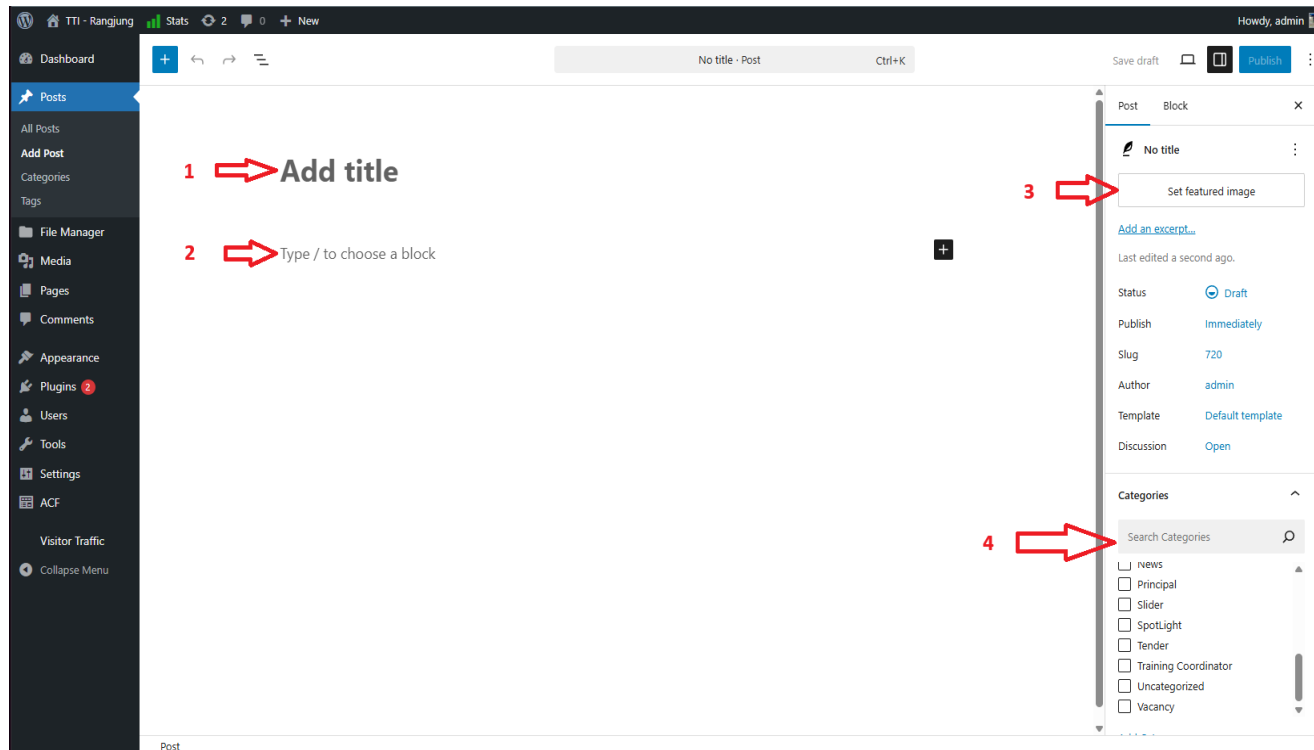 TTI - Rangjung Stats 2 0 + New Howdy, admin
Dashboard
Posts
All Posts
Add Post
Categories
Tags
File Manager
Media
Pages
Comments
Appearance
Plugins 2
Users
Tools
Settings
ACF
Visitor Traffic
Collapse Menu
No title · Post Ctrl+K
Save draft
Publish
1
Add title
2
Type / to choose a block
Post Block
No title
3
Set featured image
Add an excerpt...
Last edited a second ago.
Status Draft
Publish Immediately
Slug 720
Author admin
Template Default template
Discussion Open
Categories
4
Search Categories
News
Principal
Slider
SpotLight
Tender
Training Coordinator
Uncategorized
Vacancy
Post